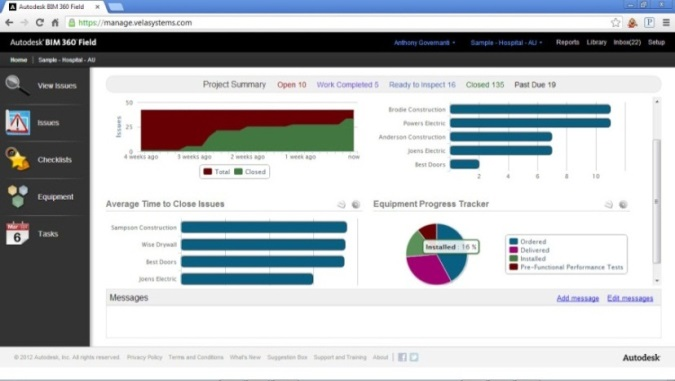 Autodesk
https://manage.velasystems.com
Autodesk BIM 360 Field
Anthony Governanti
Sample - Hospital - AU
Reports Library Inbox(22) Setup
Home Sample - Hospital - AU
View Issues
Issues
Checklists
Equipment
Tasks
Project Summary Open 10 Work Completed 5 Ready to Inspect 16 Closed 135 Past Due 19
Issues
50
25
0
4 weeks ago 3 weeks ago 2 weeks ago 1 week ago now
Total Closed
Brodie Construction
Powers Electric
Anderson Construction
Joens Electric
Best Doors
2 4 6 8 10
Average Time to Close Issues
Sampson Construction
Wise Drywall
Best Doors
Joens Electric
Equipment Progress Tracker
Installed : 16 %
Ordered
Delivered
Installed
Pre-Functional Performance Tests
Messages
Add message Edit messages
© 2012 Autodesk, Inc. All rights reserved. Privacy Policy Terms and Conditions What's New Suggestion Box Support and Training About
Autodesk